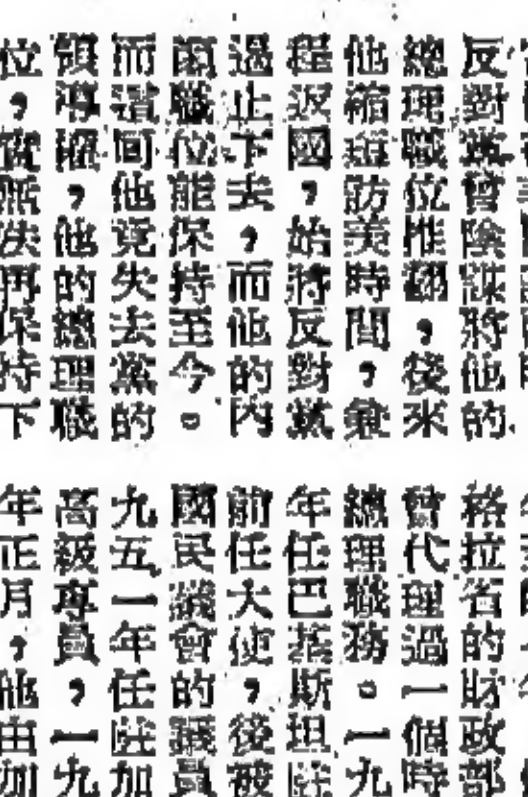 反對黨曾陰謀將他的
總理職位推翻，後來
他縮短訪美時間，兼
程返國，始將反對黨
過止下去，而他的內
閣職位能保持至今。
而這回他竟失去黨的
領導權，他的總理職
位，實無法再保持下
格拉省的財政部
曾代理過一個時
總理職務。一九
年任巴基斯坦駐
前任大使，後被
國民議會的議員
九五一年任駐加
高級專員，一九
年正月，他由加